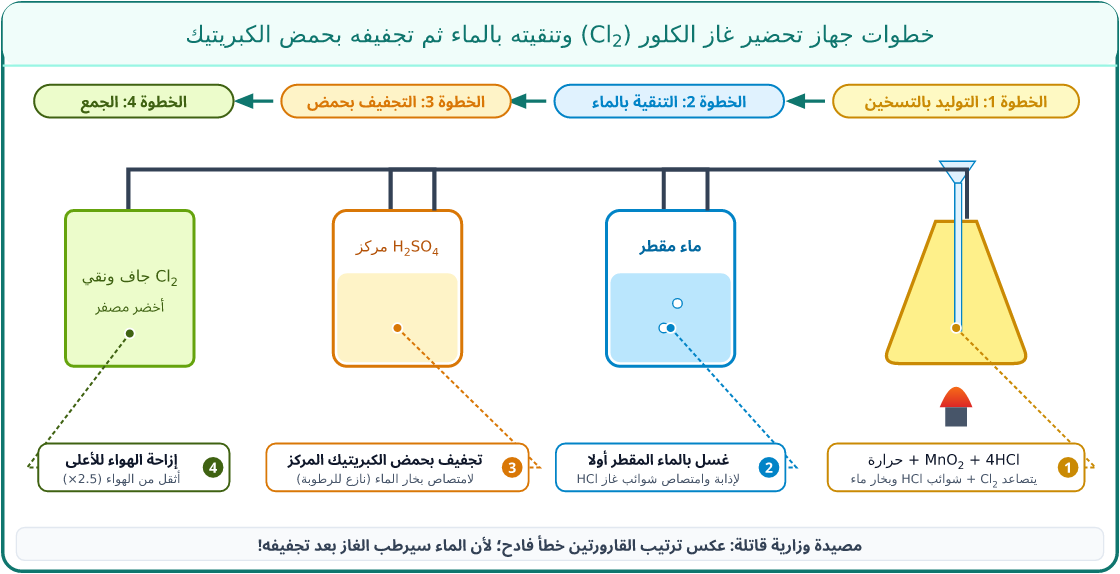 خطوات جهاز تحضير غاز الكلور (Cl₂) وتنقيته بالماء ثم تجفيفه بحمض الكبريتيك
الخطوة 1: التوليد بالتسخين
الخطوة 2: التنقية بالماء
الخطوة 3: التجفيف بحمض
الخطوة 4: الجمع
ماء مقطر
H₂SO₄ مركز
Cl₂ جاف ونقي
أخضر مصفر
1
MnO₂ + 4HCl + حرارة
يتصاعد Cl₂ + شوائب HCl وبخار ماء
2
غسل بالماء المقطر أولا
لإذابة وامتصاص شوائب غاز HCl
3
تجفيف بحمض الكبريتيك المركز
لامتصاص بخار الماء (نازع للرطوبة)
4
إزاحة الهواء للأعلى
أثقل من الهواء (2.5×)
مصيدة وزارية قاتلة: عكس ترتيب القارورتين خطأ فادح؛ لأن الماء سيرطب الغاز بعد تجفيفه!